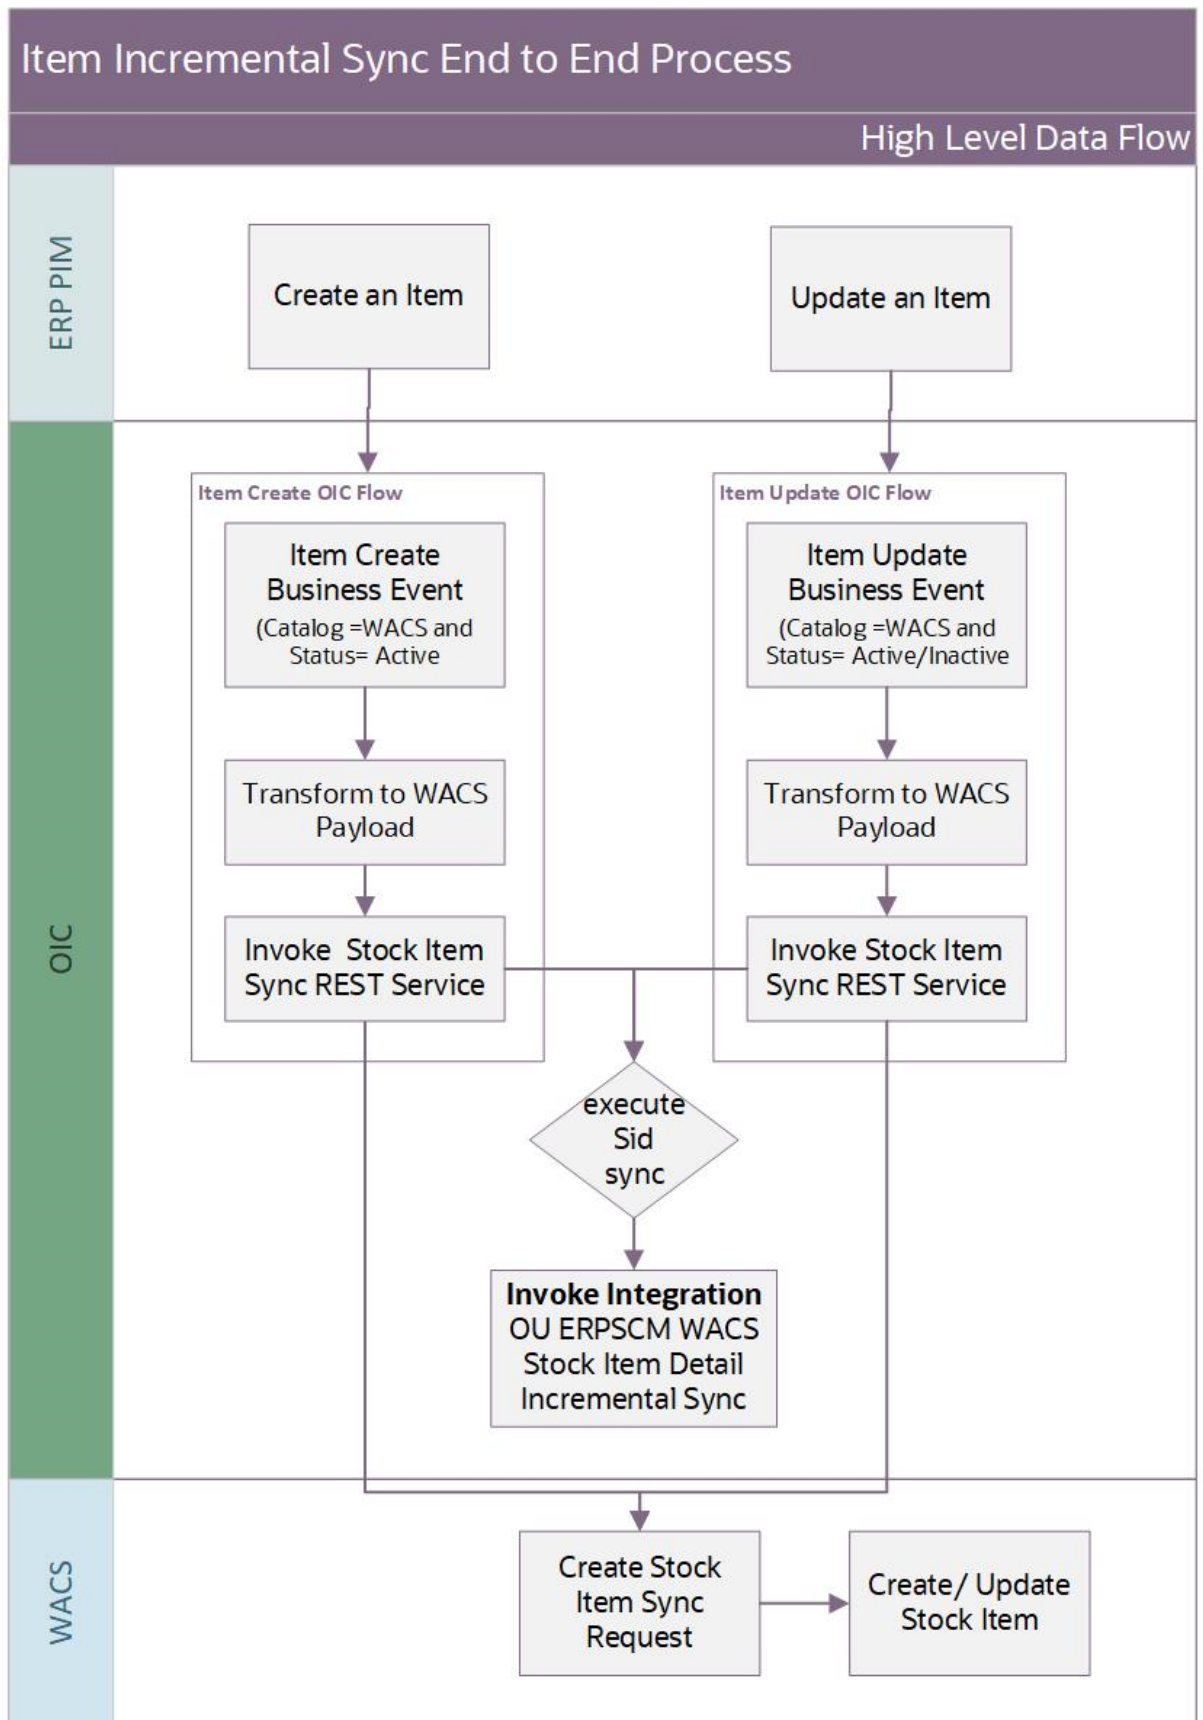 Item Incremental Sync End to End Process
High Level Data Flow
ERP PIM
Create an Item
Update an Item
OIC
Item Create OIC Flow
Item Create
Business Event
(Catalog =WACS and
Status= Active
Transform to WACS
Payload
Invoke  Stock Item
Sync REST Service
Item Update OIC Flow
Item Update
Business Event
(Catalog =WACS and
Status= Active/Inactive
Transform to WACS
Payload
Invoke Stock Item
Sync REST Service
execute
Sid
sync
Invoke Integration
OU ERPSCM WACS
Stock Item Detail
Incremental Sync
WACS
Create Stock
Item Sync
Request
Create/ Update
Stock Item